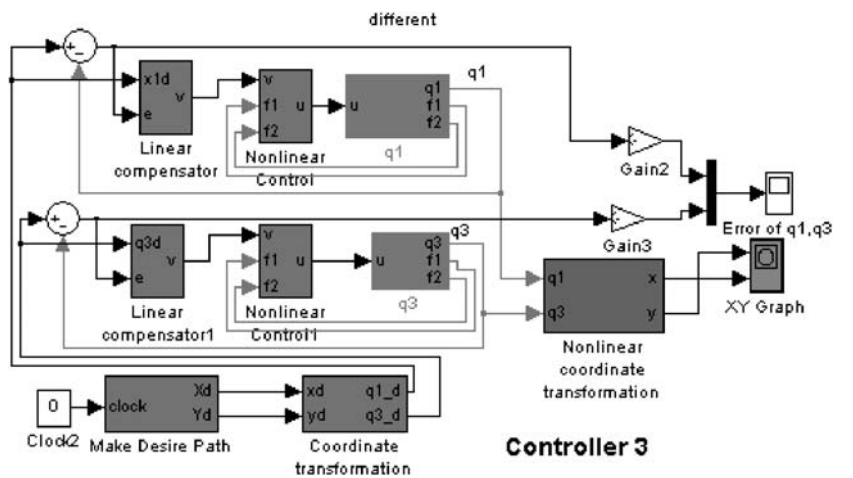 different
+
-
x1d
v
e
Linear
compensator
v
f1
f2
u
Nonlinear
Control
u
q1
f1
f2
q1
q1
Gain2
+
-
q3d
v
e
Linear
compensator1
v
f1
f2
u
Nonlinear
Control1
u
q3
f1
f2
q3
q3
Gain3
Error of q1,q3
q1
q3
x
y
Nonlinear
coordinate
transformation
XY Graph
0
Clock2
clock
Xd
Yd
Make Desire Path
xd
yd
q1_d
q3_d
Coordinate
transformation
Controller 3